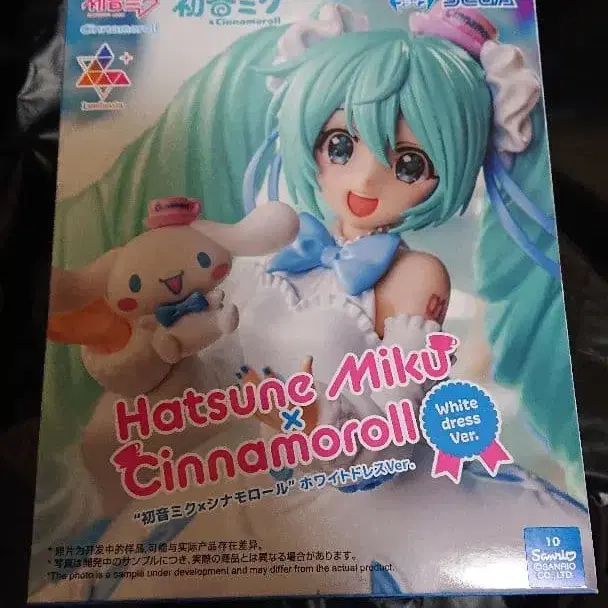 初音ミク
Cinnamoroll
初音ミク
×Cinnamoroll
SEGA
Luminasta
Hatsune Miku
×
Cinnamoroll
White
dress
Ver.
"初音ミク×シナモロール" ホワイトドレスVer.
*照片为开发中的样品,可能与实际产品存在差异。
*写真は開発中のサンプルにつき、実際の商品とは異なる場合があります。
*The photo is a sample under development and may differ from the actual product.
10
Sanrio
©SANRIO
CO., LTD.